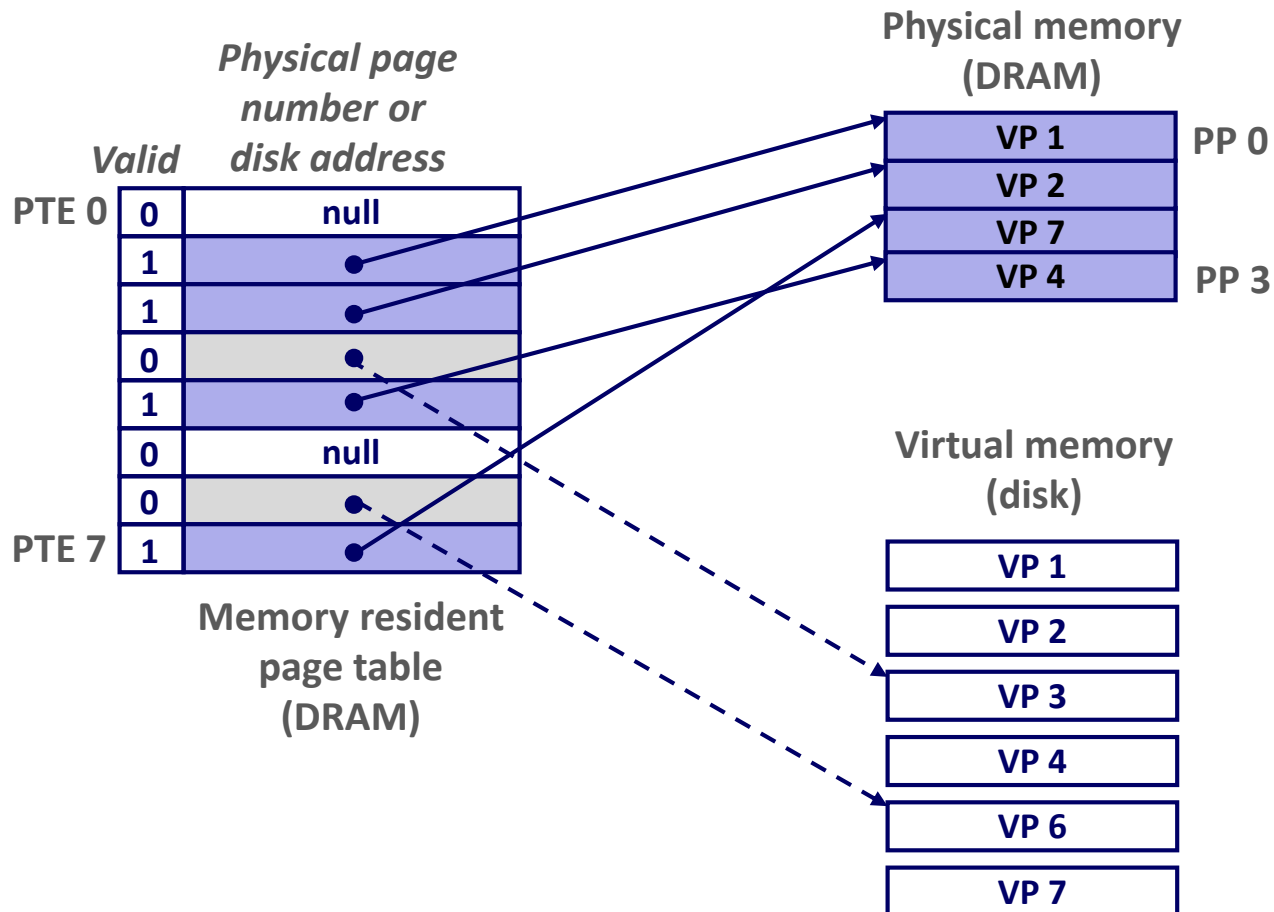 Physical page
number or
disk address
Valid
PTE 0
0
null
1
1
0
1
0
null
0
PTE 7
1
Memory resident
page table
(DRAM)
Physical memory
(DRAM)
VP 1
PP 0
VP 2
VP 7
VP 4
PP 3
Virtual memory
(disk)
VP 1
VP 2
VP 3
VP 4
VP 6
VP 7